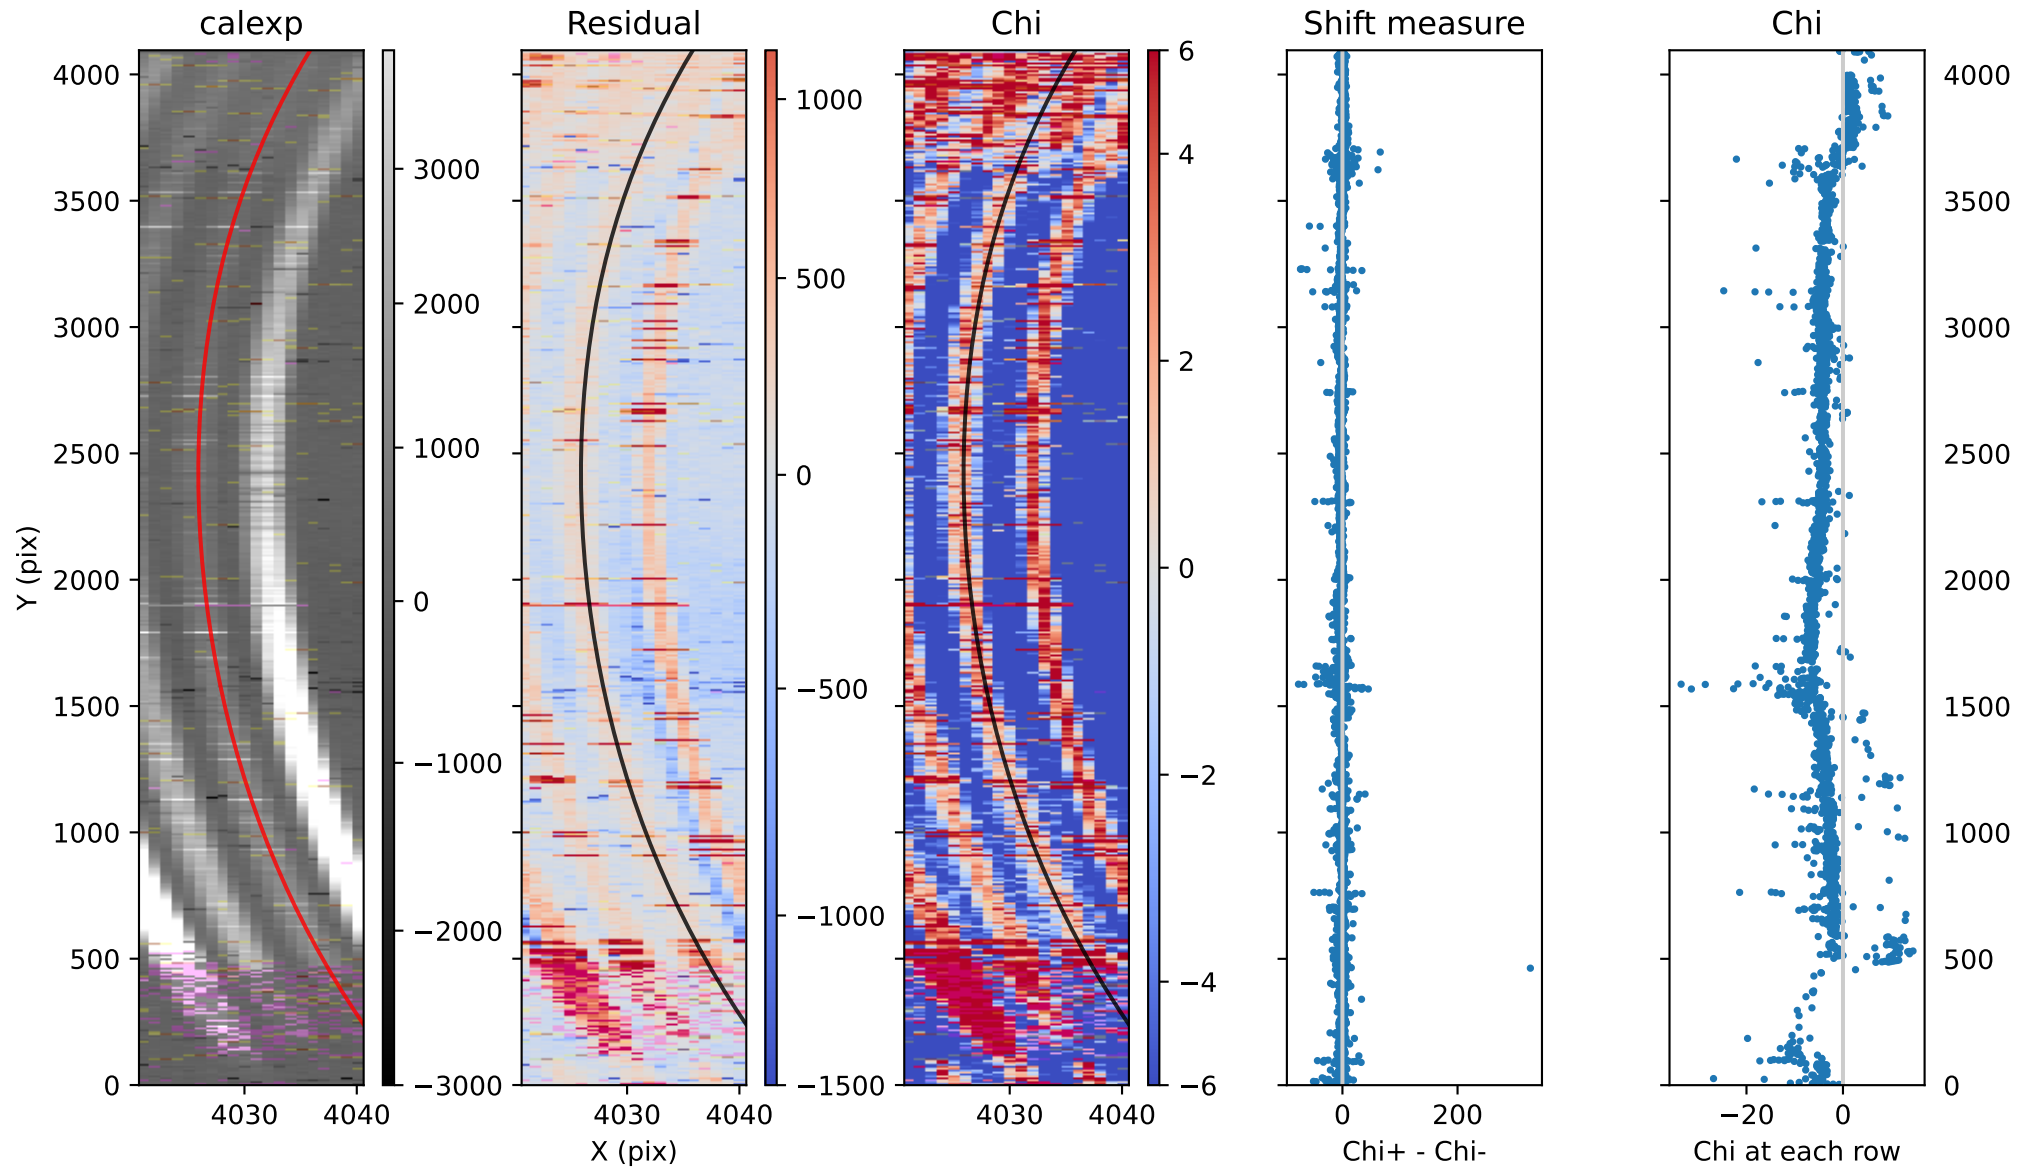 calexp Residual Chi Shift measure Chi
4000 3000 1000 6 4000
3500 2000 500 4 3500
3000 1000 0 2 3000
2500 0 −500 0 2500
2000 −1000 −1000 −2 2000
1500 −2000 −1500 −4 1500
1000 −3000 −6 1000
500 500
0 0
Y (pix)
4030 4040 4030 4040 4030 4040 0 200 −20 0
X (pix) Chi+ - Chi- Chi at each row